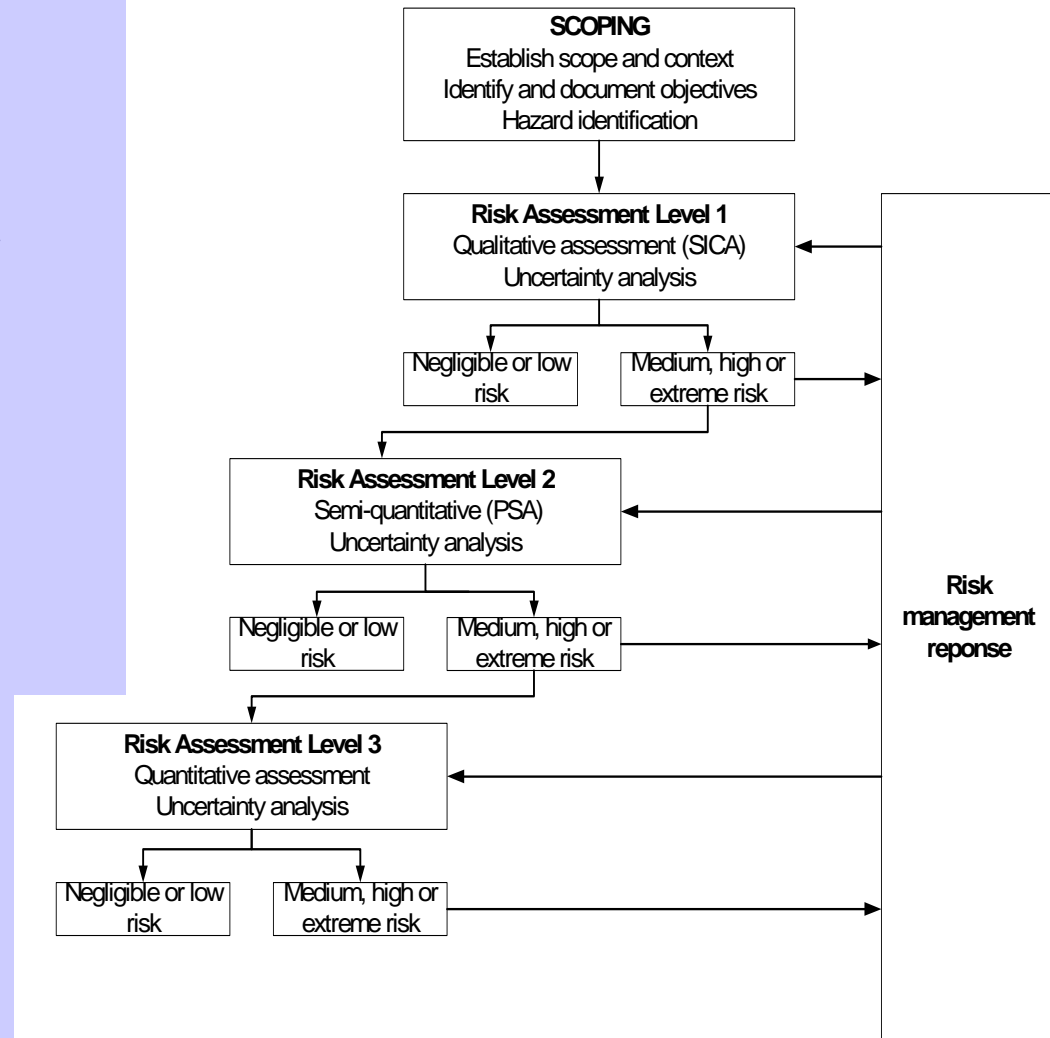 SCOPING
Establish scope and context
Identify and document objectives
Hazard identification
Risk Assessment Level 1
Qualitative assessment (SICA)
Uncertainty analysis
Negligible or low
risk
Medium, high or
extreme risk
Risk Assessment Level 2
Semi-quantitative (PSA)
Uncertainty analysis
Negligible or low
risk
Medium, high or
extreme risk
Risk Assessment Level 3
Quantitative assessment
Uncertainty analysis
Negligible or low
risk
Medium, high or
extreme risk
Risk
management
reponse